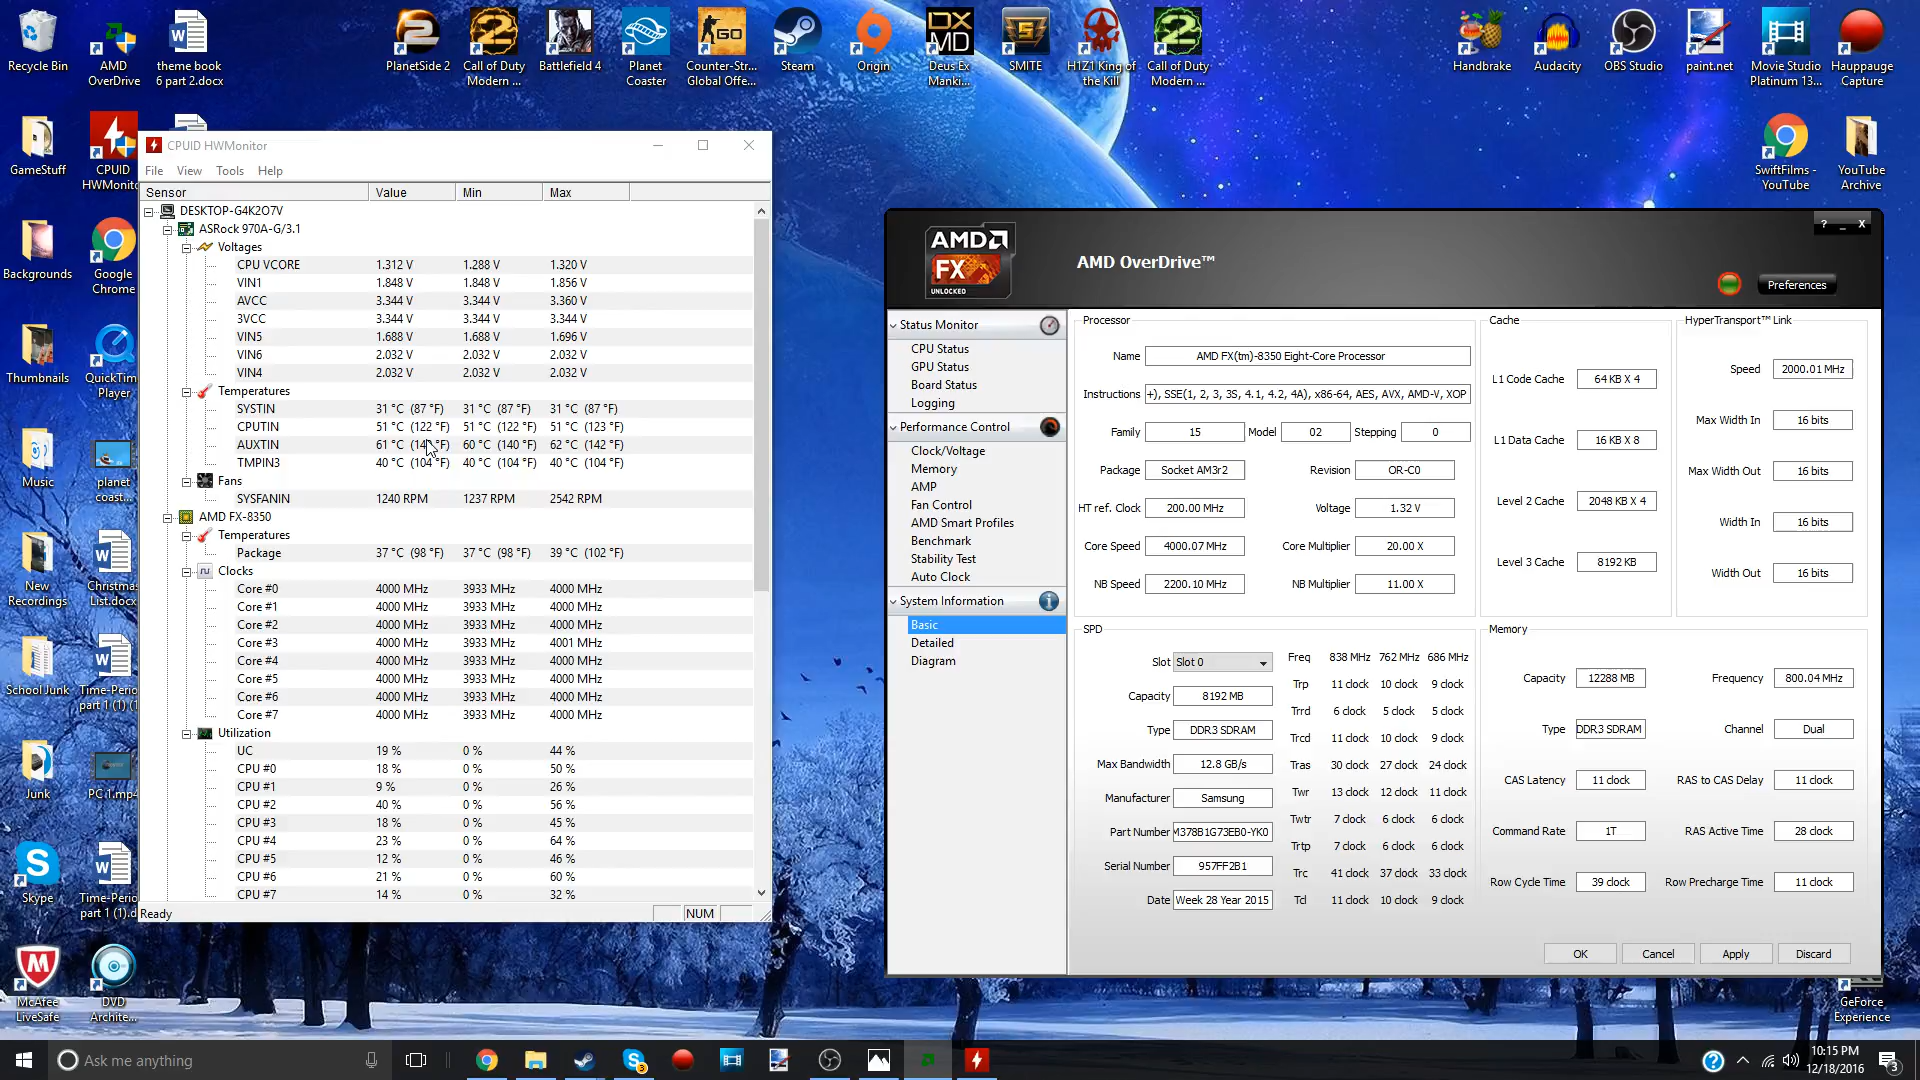 Recycle Bin
AMD OverDrive
theme book 6 part 2.docx
PlanetSide 2
Call of Duty Modern ...
Battlefield 4
Planet Coaster
Counter-Str... Global Offe...
Steam
Origin
Deus Ex Manki...
SMITE
H1Z1 King of the Kill
Call of Duty Modern ...
Handbrake
Audacity
OBS Studio
paint.net
Movie Studio Platinum 13...
Hauppauge Capture
GameStuff
CPUID HWMonito
SwiftFilms - YouTube
YouTube Archive
Backgrounds
Google Chrome
Thumbnails
QuickTim Player
Music
planet coast...
New Recordings
Christmas List.docx
School Junk
Time-Perio part 1 (1) (1
Junk
PC 1.mp4
Skype
Time-Perio part 1 (1).d
McAfee LiveSafe
DVD Archite...
GeForce Experience
CPUID HWMonitor
File View Tools Help
Sensor Value Min Max
DESKTOP-G4K2O7V
ASRock 970A-G/3.1
Voltages
CPU VCORE 1.312 V 1.288 V 1.320 V
VIN1 1.848 V 1.848 V 1.856 V
AVCC 3.344 V 3.344 V 3.360 V
3VCC 3.344 V 3.344 V 3.344 V
VIN5 1.688 V 1.688 V 1.696 V
VIN6 2.032 V 2.032 V 2.032 V
VIN4 2.032 V 2.032 V 2.032 V
Temperatures
SYSTIN 31 °C (87 °F) 31 °C (87 °F) 31 °C (87 °F)
CPUTIN 51 °C (122 °F) 51 °C (122 °F) 51 °C (123 °F)
AUXTIN 61 °C 60 °C (140 °F) 62 °C (142 °F)
TMPIN3 40 °C (104 °F) 40 °C (104 °F) 40 °C (104 °F)
Fans
SYSFANIN 1240 RPM 1237 RPM 2542 RPM
AMD FX-8350
Temperatures
Package 37 °C (98 °F) 37 °C (98 °F) 39 °C (102 °F)
Clocks
Core #0 4000 MHz 3933 MHz 4000 MHz
Core #1 4000 MHz 3933 MHz 4000 MHz
Core #2 4000 MHz 3933 MHz 4000 MHz
Core #3 4000 MHz 3933 MHz 4001 MHz
Core #4 4000 MHz 3933 MHz 4000 MHz
Core #5 4000 MHz 3933 MHz 4000 MHz
Core #6 4000 MHz 3933 MHz 4000 MHz
Core #7 4000 MHz 3933 MHz 4000 MHz
Utilization
UC 19 % 0 % 44 %
CPU #0 18 % 0 % 50 %
CPU #1 9 % 0 % 26 %
CPU #2 40 % 0 % 56 %
CPU #3 18 % 0 % 45 %
CPU #4 23 % 0 % 64 %
CPU #5 12 % 0 % 46 %
CPU #6 21 % 0 % 60 %
CPU #7 14 % 0 % 32 %
Ready NUM
AMD
FX
UNLOCKED
AMD OverDrive™
? _ X
Preferences
Status Monitor
CPU Status
GPU Status
Board Status
Logging
Performance Control
Clock/Voltage
Memory
AMP
Fan Control
AMD Smart Profiles
Benchmark
Stability Test
Auto Clock
System Information
Basic
Detailed
Diagram
Processor
Name AMD FX(tm)-8350 Eight-Core Processor
Instructions +), SSE(1, 2, 3, 3S, 4.1, 4.2, 4A), x86-64, AES, AVX, AMD-V, XOP
Family 15 Model 02 Stepping 0
Package Socket AM3r2 Revision OR-C0
HT ref. Clock 200.00 MHz Voltage 1.32 V
Core Speed 4000.07 MHz Core Multiplier 20.00 X
NB Speed 2200.10 MHz NB Multiplier 11.00 X
Cache
L1 Code Cache 64 KB X 4
L1 Data Cache 16 KB X 8
Level 2 Cache 2048 KB X 4
Level 3 Cache 8192 KB
HyperTransport™ Link
Speed 2000.01 MHz
Max Width In 16 bits
Max Width Out 16 bits
Width In 16 bits
Width Out 16 bits
SPD
Slot Slot 0
Capacity 8192 MB
Type DDR3 SDRAM
Max Bandwidth 12.8 GB/s
Manufacturer Samsung
Part Number M378B1G73EB0-YK0
Serial Number 957FF2B1
Date Week 28 Year 2015
Freq 838 MHz 762 MHz 686 MHz
Trp 11 clock 10 clock 9 clock
Trrd 6 clock 5 clock 5 clock
Trcd 11 clock 10 clock 9 clock
Tras 30 clock 27 clock 24 clock
Twr 13 clock 12 clock 11 clock
Twtr 7 clock 6 clock 6 clock
Trtp 7 clock 6 clock 6 clock
Trc 41 clock 37 clock 33 clock
Tcl 11 clock 10 clock 9 clock
Memory
Capacity 12288 MB Frequency 800.04 MHz
Type DDR3 SDRAM Channel Dual
CAS Latency 11 clock RAS to CAS Delay 11 clock
Command Rate 1T RAS Active Time 28 clock
Row Cycle Time 39 clock Row Precharge Time 11 clock
OK Cancel Apply Discard
Ask me anything
3
10:15 PM
12/18/2016
3